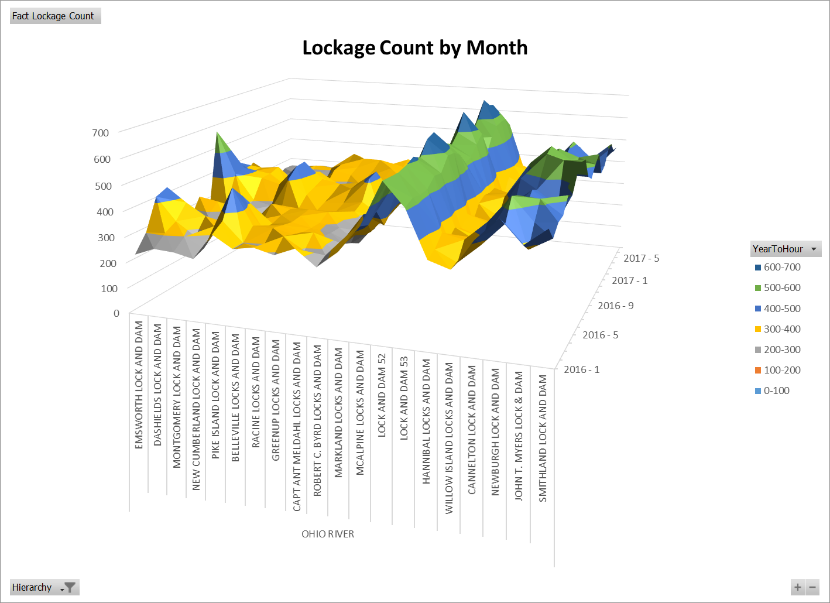 Fact Lockage Count
Lockage Count by Month
700
600
500
400
300
200
100
0
2017 - 5
2017 - 1
2016 - 9
2016 - 5
2016 - 1
YearToHour
600-700
500-600
400-500
300-400
200-300
100-200
0-100
EMSWORTH LOCK AND DAM
DASHIELDS LOCK AND DAM
MONTGOMERY LOCK AND DAM
NEW CUMBERLAND LOCK AND DAM
PIKE ISLAND LOCK AND DAM
BELLEVILLE LOCKS AND DAM
RACINE LOCKS AND DAM
GREENUP LOCKS AND DAM
CAPT ANT MELDAHL LOCKS AND DAM
ROBERT C. BYRD LOCKS AND DAM
MARKLAND LOCKS AND DAM
MCALPINE LOCKS AND DAM
LOCK AND DAM 52
LOCK AND DAM 53
HANNIBAL LOCKS AND DAM
WILLOW ISLAND LOCKS AND DAM
CANNELTON LOCKS AND DAM
NEWBURGH LOCK AND DAM
JOHN T. MYERS LOCK & DAM
SMITHLAND LOCK AND DAM
OHIO RIVER
Hierarchy